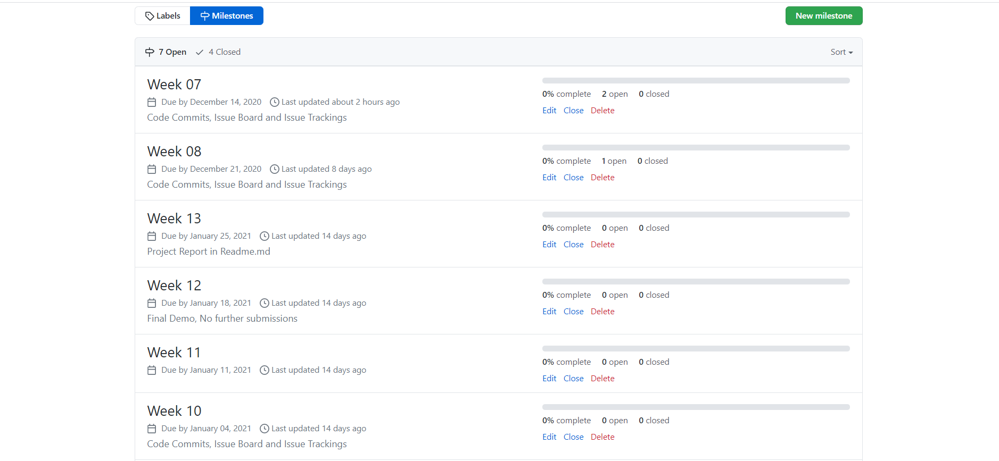 Labels Milestones New milestone
7 Open 4 Closed Sort
Week 07
Due by December 14, 2020 Last updated about 2 hours ago
Code Commits, Issue Board and Issue Trackings
0% complete 2 open 0 closed
Edit Close Delete
Week 08
Due by December 21, 2020 Last updated 8 days ago
Code Commits, Issue Board and Issue Trackings
0% complete 1 open 0 closed
Edit Close Delete
Week 13
Due by January 25, 2021 Last updated 14 days ago
Project Report in Readme.md
0% complete 0 open 0 closed
Edit Close Delete
Week 12
Due by January 18, 2021 Last updated 14 days ago
Final Demo, No further submissions
0% complete 0 open 0 closed
Edit Close Delete
Week 11
Due by January 11, 2021 Last updated 14 days ago
0% complete 0 open 0 closed
Edit Close Delete
Week 10
Due by January 04, 2021 Last updated 14 days ago
Code Commits, Issue Board and Issue Trackings
0% complete 0 open 0 closed
Edit Close Delete